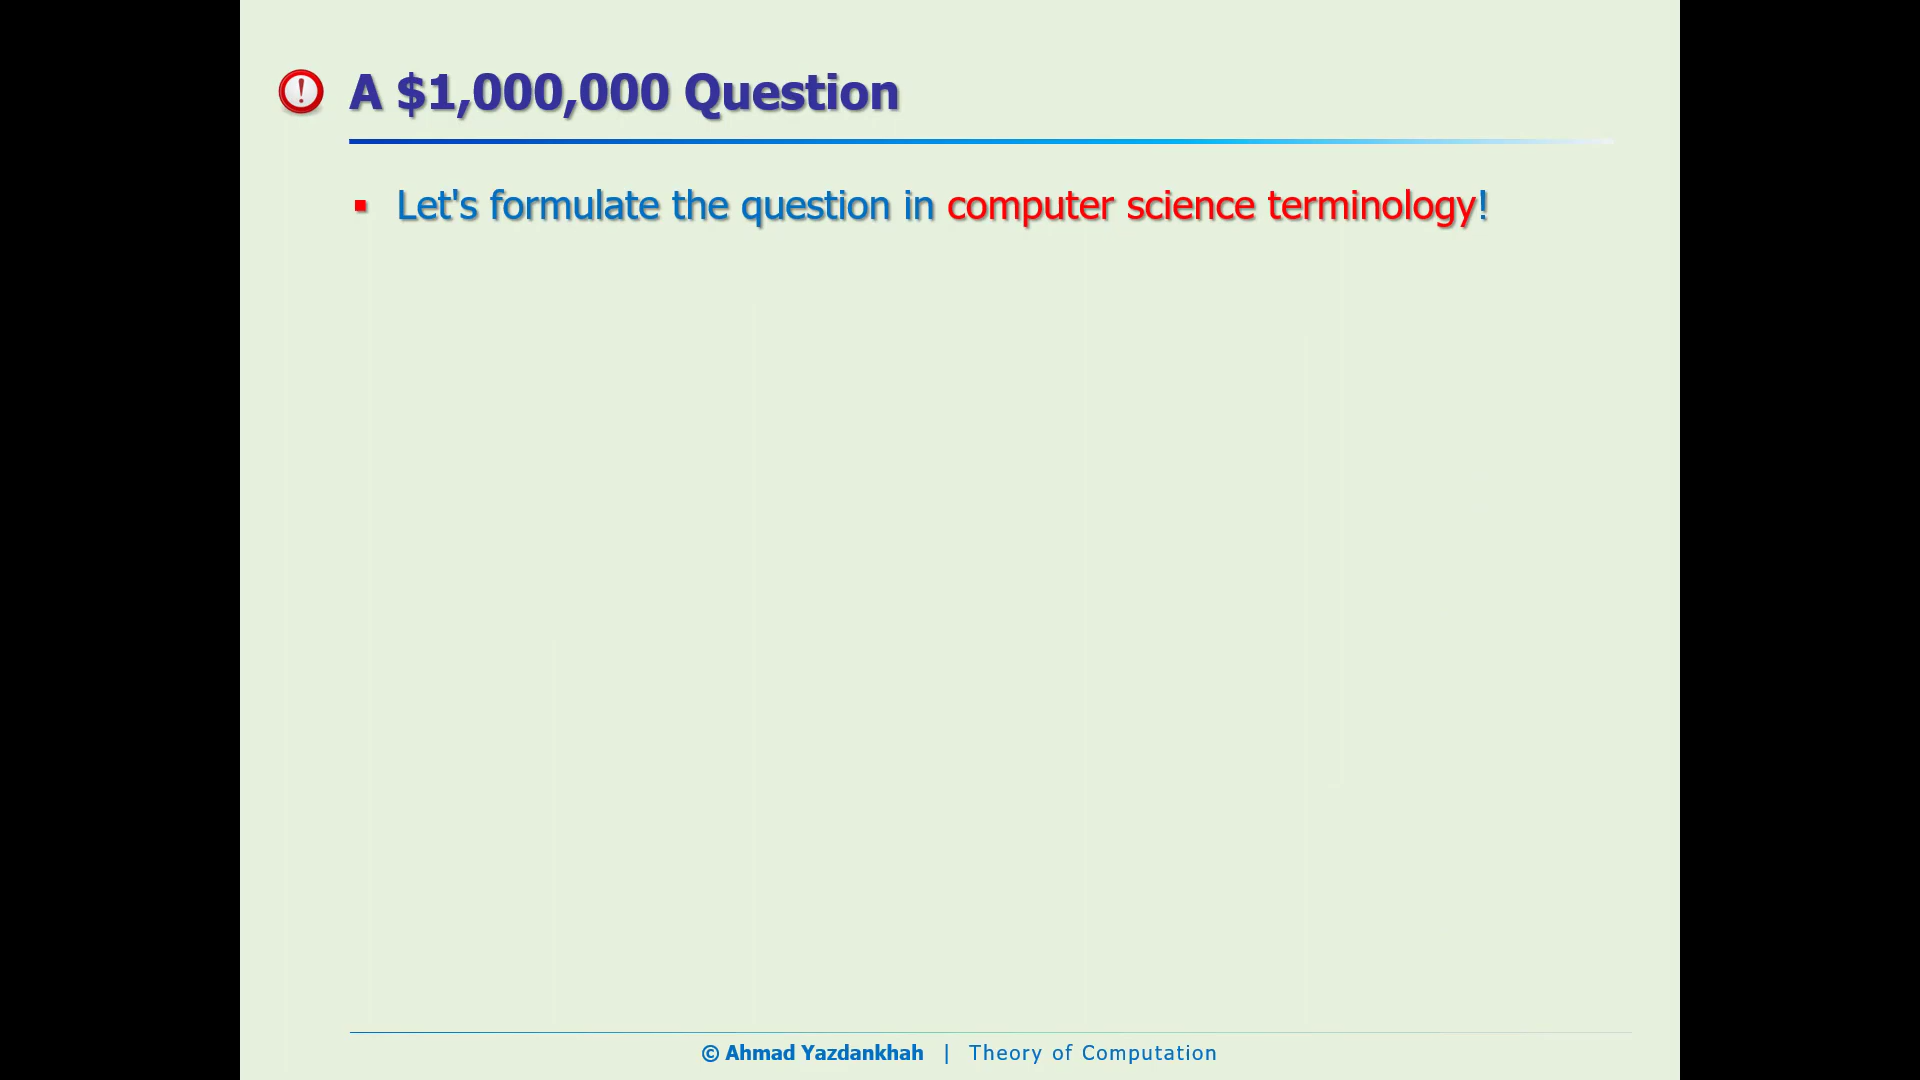 A $1,000,000 Question
Let's formulate the question in computer science terminology!
© Ahmad Yazdankhah | Theory of Computation